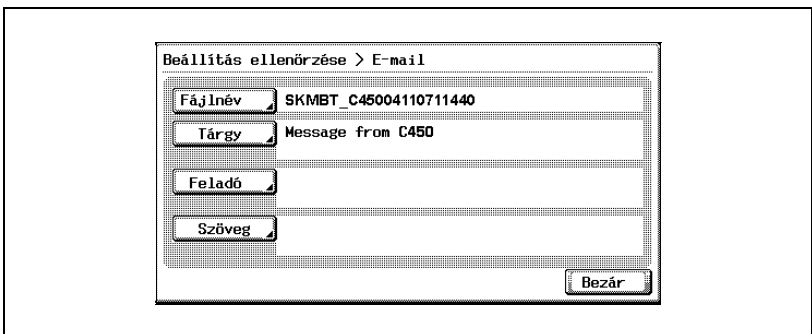 Beállítás ellenőrzése > E-mail
Fájlnév SKMBT_C45004110711440
Tárgy Message from C450
Feladó
Szöveg
Bezár